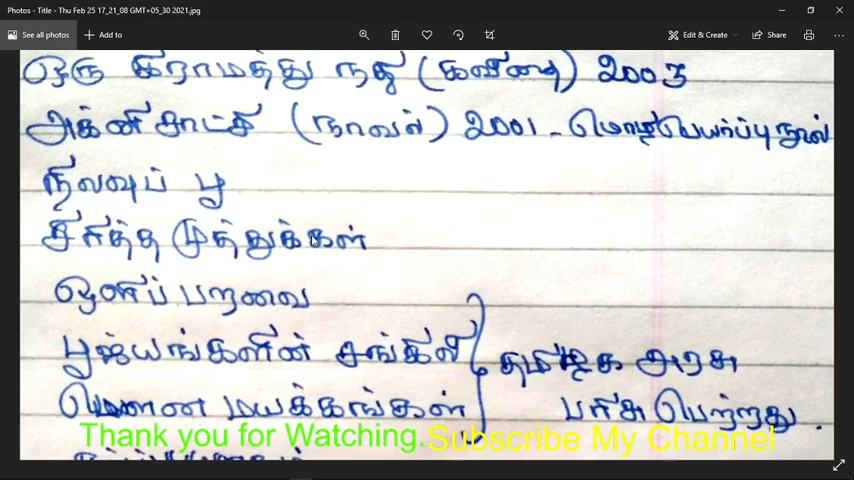 Photos - Title - Thu Feb 25 17_21_08 GMT+05_30 2021.jpg
See all photos
Add to
Edit & Create
Share
ஒரு கிராமத்து நதி (கவிதை) 2003
அக்னி சாட்சி (நாவல்) 2001 - மொழிபெயர்ப்பு நூல்
நிலவுப் பூ
சிரித்த முத்துக்கள்
ஒளிப் பறவை
பூஜ்யங்களின் சங்கிலி
தமிழக அரசு
மௌன மயக்கங்கள்
பரிசு பெற்றது.
Thank you for Watching.
Subscribe My Channel